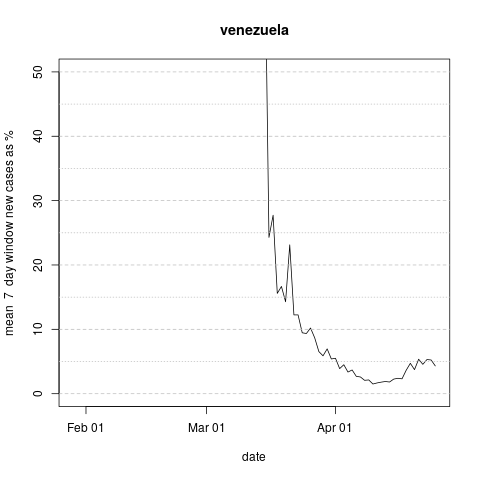 venezuela
mean 7 day window new cases as %
50
40
30
20
10
0
Feb 01
Mar 01
Apr 01
date